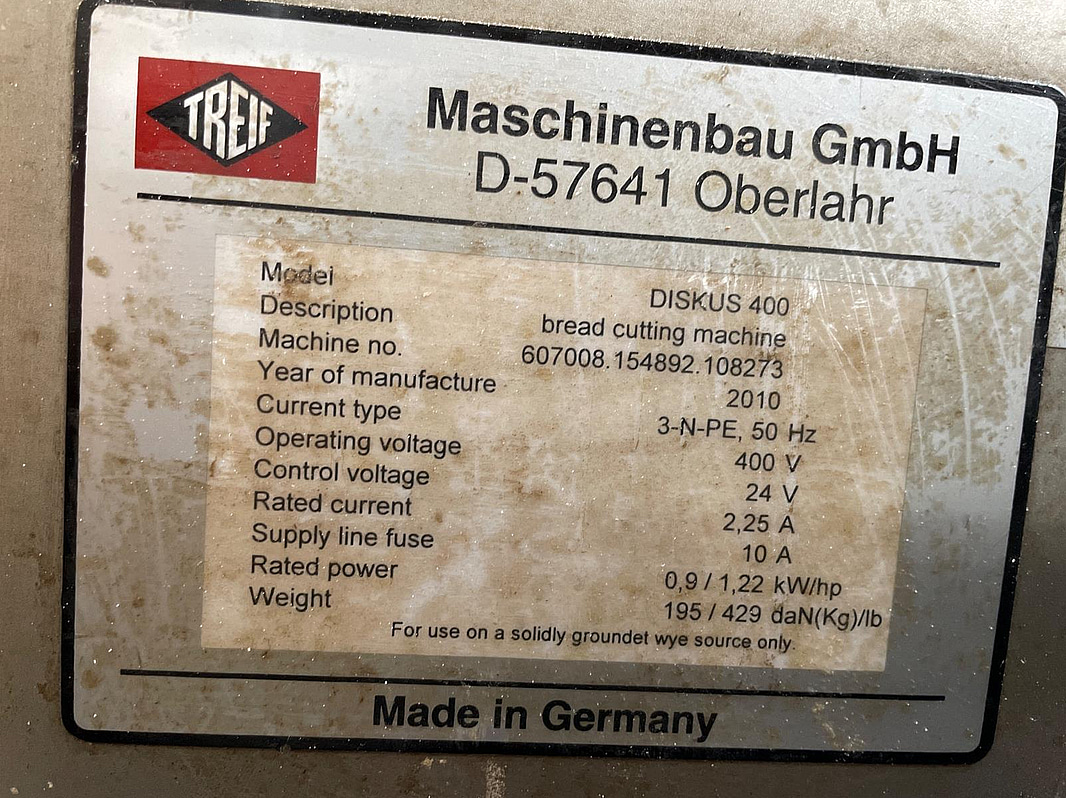 TREIF
Maschinenbau GmbH
D-57641 Oberlahr
Model DISKUS 400
Description bread cutting machine
Machine no. 607008.154892.108273
Year of manufacture 2010
Current type 3-N-PE, 50 Hz
Operating voltage 400 V
Control voltage 24 V
Rated current 2,25 A
Supply line fuse 10 A
Rated power 0,9 / 1,22 kW/hp
Weight 195 / 429 daN(Kg)/lb
For use on a solidly groundet wye source only.
Made in Germany